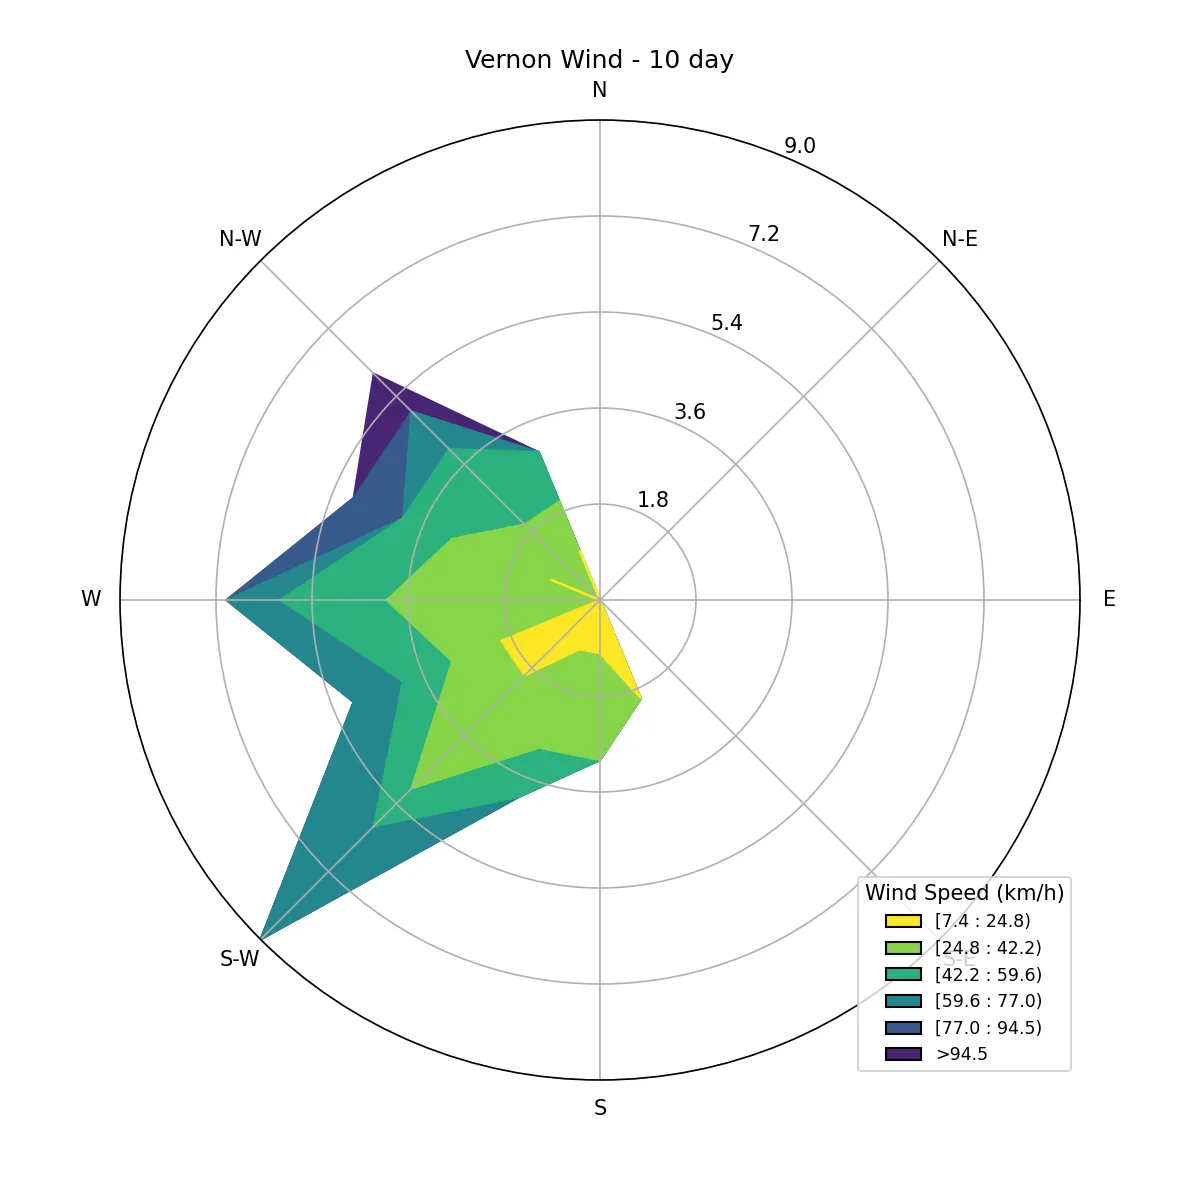 Vernon Wind - 10 day
N
9.0
N-W
N-E
7.2
5.4
3.6
1.8
W
E
S-W
S-E
Wind Speed (km/h)
[7.4 : 24.8)
[24.8 : 42.2)
[42.2 : 59.6)
[59.6 : 77.0)
[77.0 : 94.5)
>94.5
S